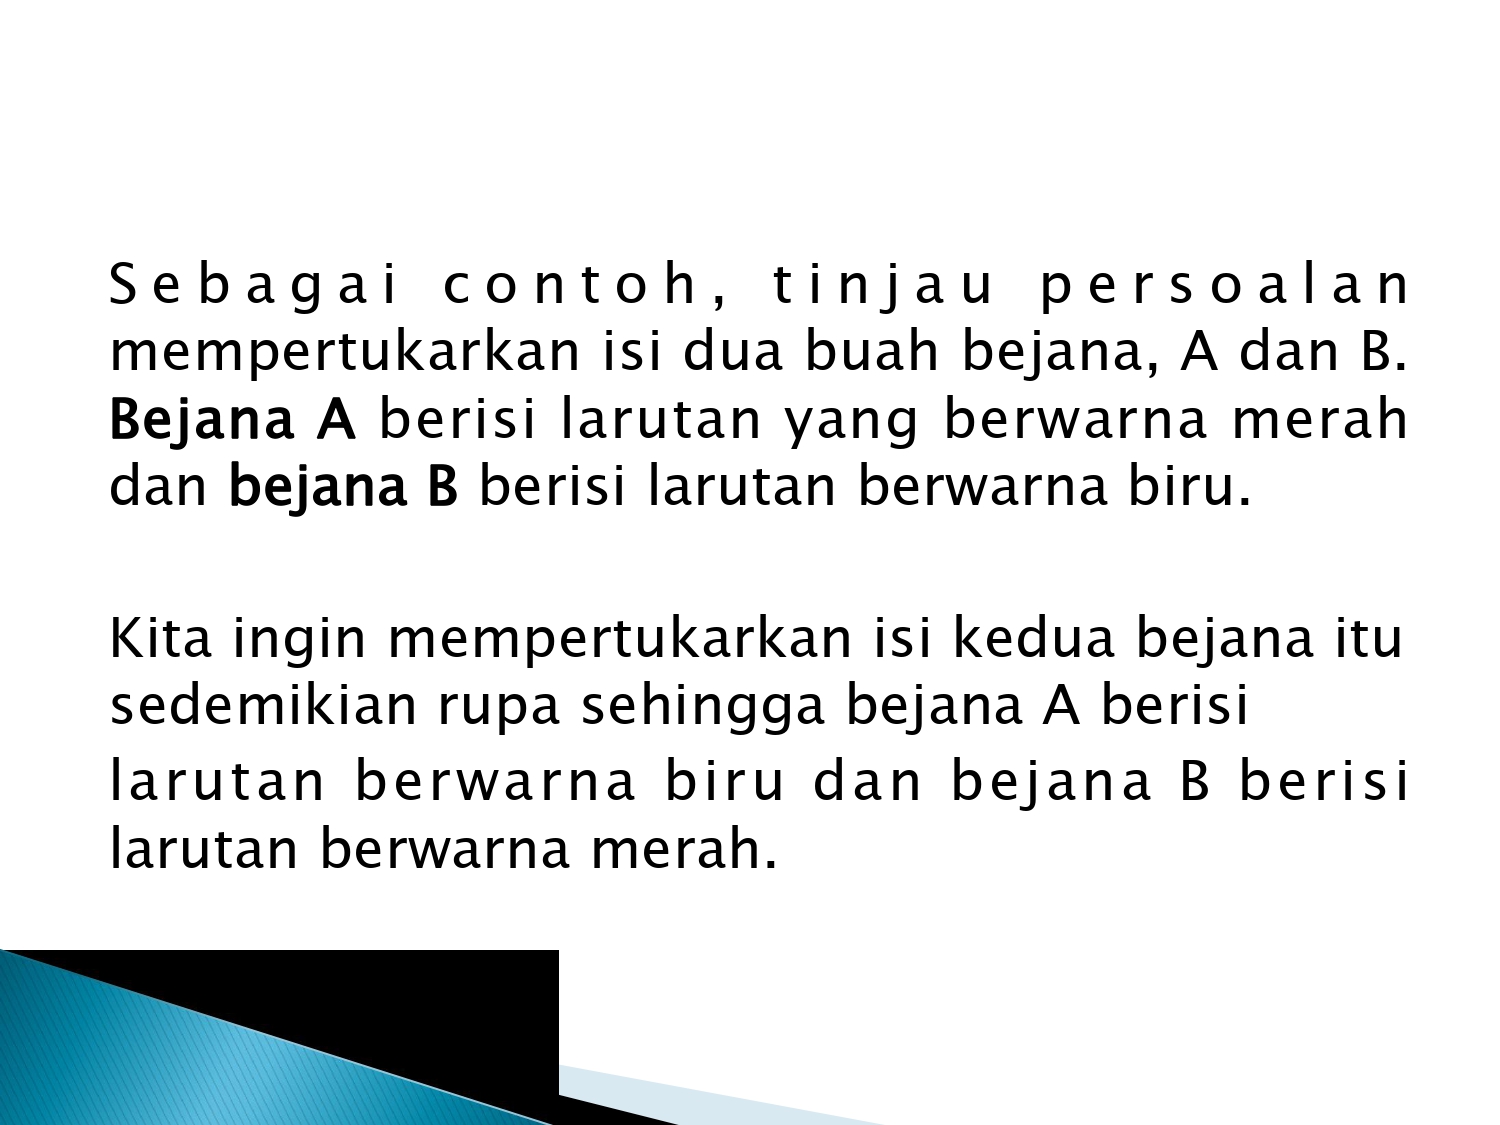 Sebagai contoh, tinjau persoalan
mempertukarkan isi dua buah bejana, A dan B.
Bejana A berisi larutan yang berwarna merah
dan bejana B berisi larutan berwarna biru.
Kita ingin mempertukarkan isi kedua bejana itu
sedemikian rupa sehingga bejana A berisi
larutan berwarna biru dan bejana B berisi
larutan berwarna merah.